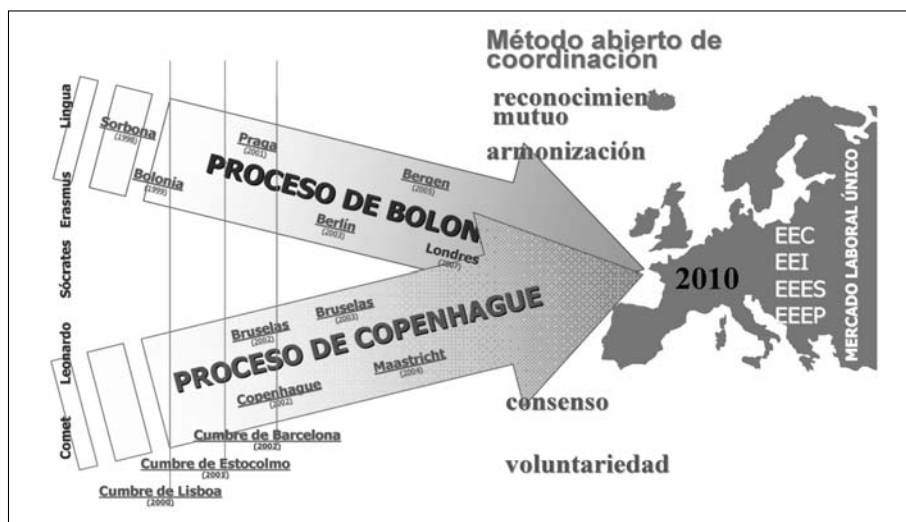 Método abierto de
coordinación
reconocimiento
mutuo
armonización
Lingua
Erasmus
Sócrates
Leonardo
Comet
Sorbona
(1998)
Bolonia
(1999)
Praga
(2001)
Bergen
(2005)
PROCESO DE BOLON
Berlín
(2003)
Londres
(2007)
Bruselas
(2002)
Bruselas
(2003)
PROCESO DE COPENHAGUE
Copenhague
(2002)
Maastricht
(2004)
Cumbre de Barcelona
(2002)
Cumbre de Estocolmo
(2001)
Cumbre de Lisboa
(2000)
2010
EEC
EEI
EEES
EEEP
MERCADO LABORAL ÚNICO
consenso
voluntariedad